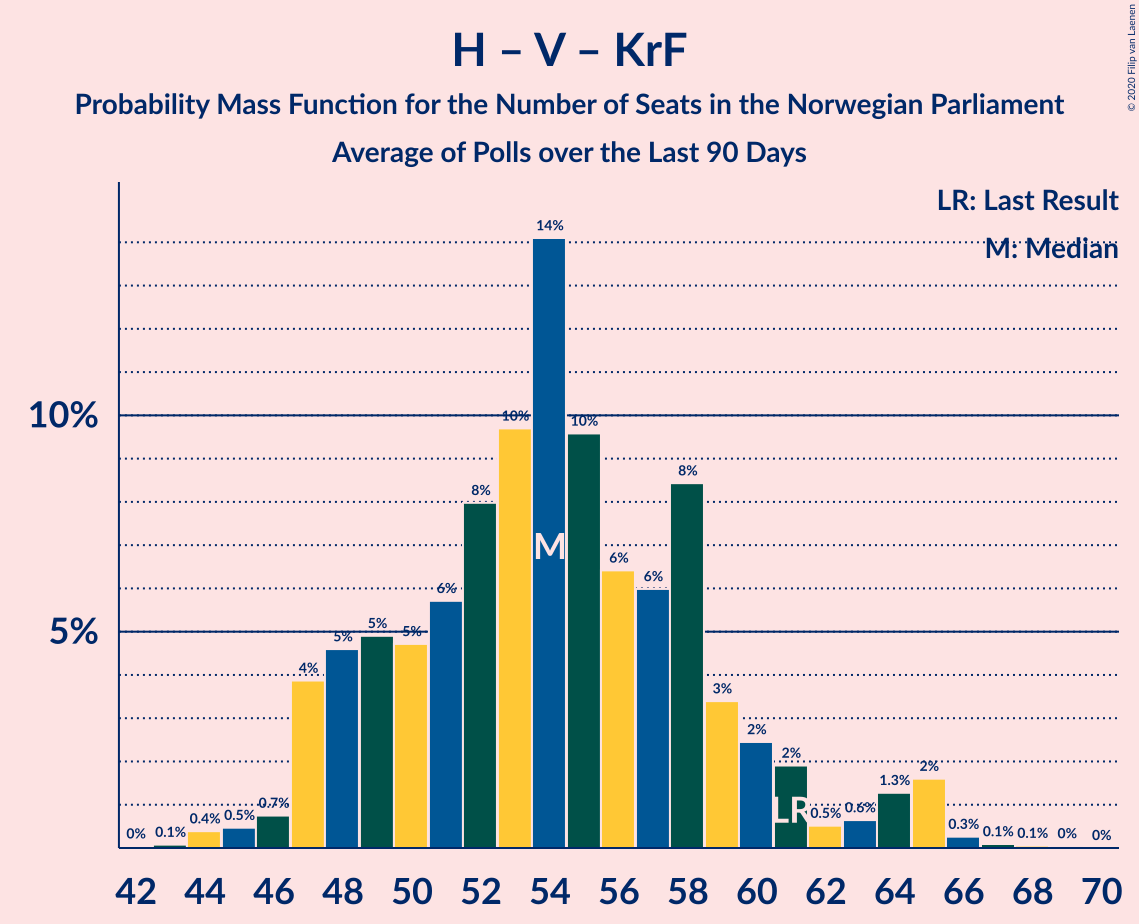 H – V – KrF
Probability Mass Function for the Number of Seats in the Norwegian Parliament
Average of Polls over the Last 90 Days
© 2020 Filip van Laenen
LR: Last Result
M: Median
10%
5%
0% 0.1% 0.4% 0.5% 0.7% 4% 5% 5% 5% 6% 8% 10% 14% 10% 6% 6% 8% 3% 2% 2% 0.5% 0.6% 1.3% 2% 0.3% 0.1% 0.1% 0% 0%
M
LR
42 44 46 48 50 52 54 56 58 60 62 64 66 68 70